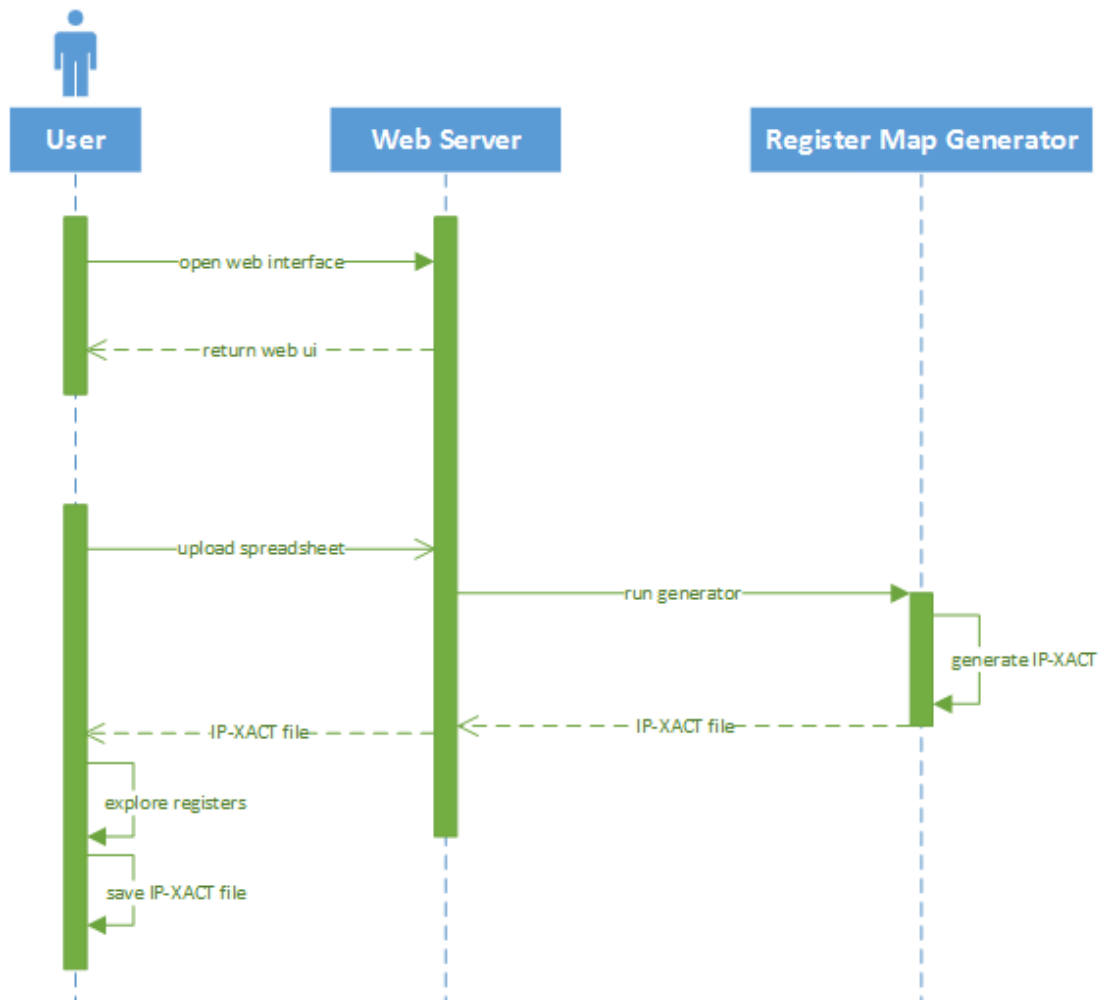 User
Web Server
Register Map Generator
open web interface
return web ui
upload spreadsheet
run generator
generate IP-XACT
IP-XACT file
IP-XACT file
explore registers
save IP-XACT file